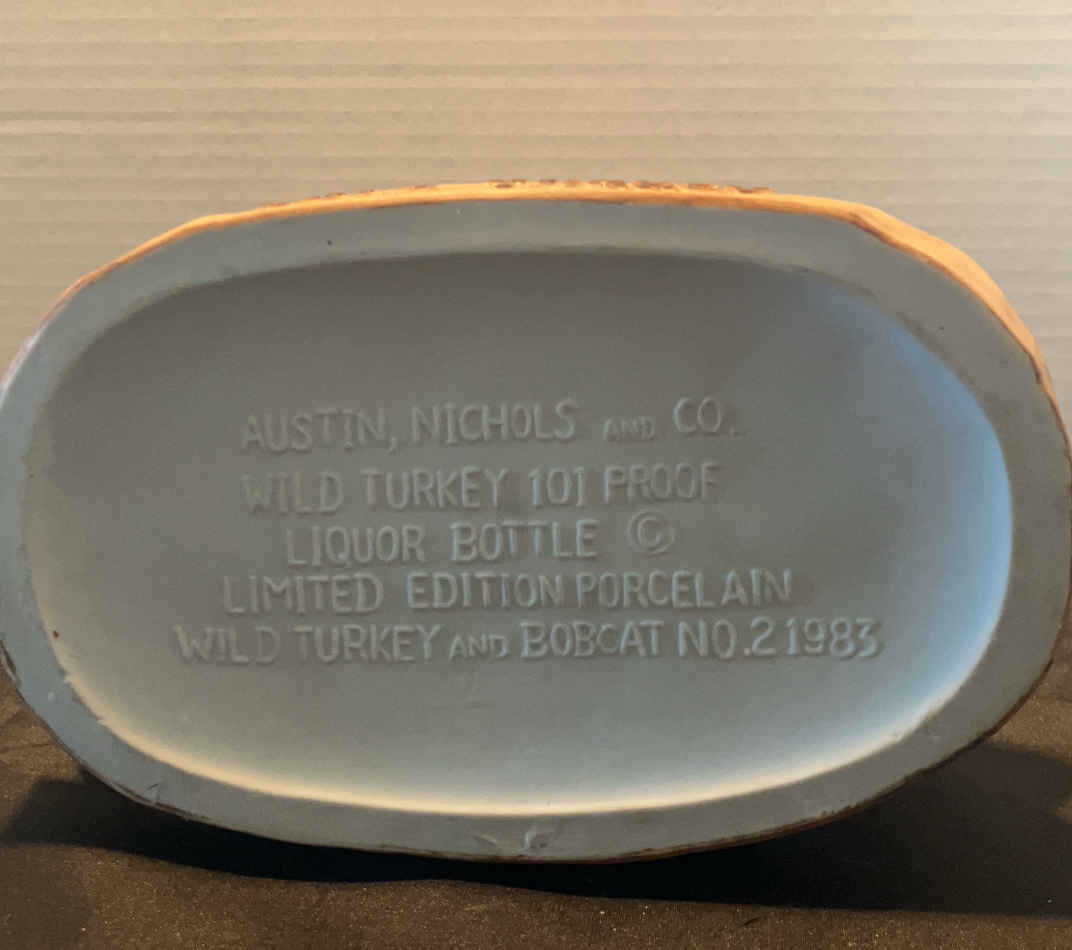 AUSTIN, NICHOLS AND CO.
WILD TURKEY 101 PROOF
LIQUOR BOTTLE ©
LIMITED EDITION PORCELAIN
WILD TURKEY AND BOBCAT NO.2 1983